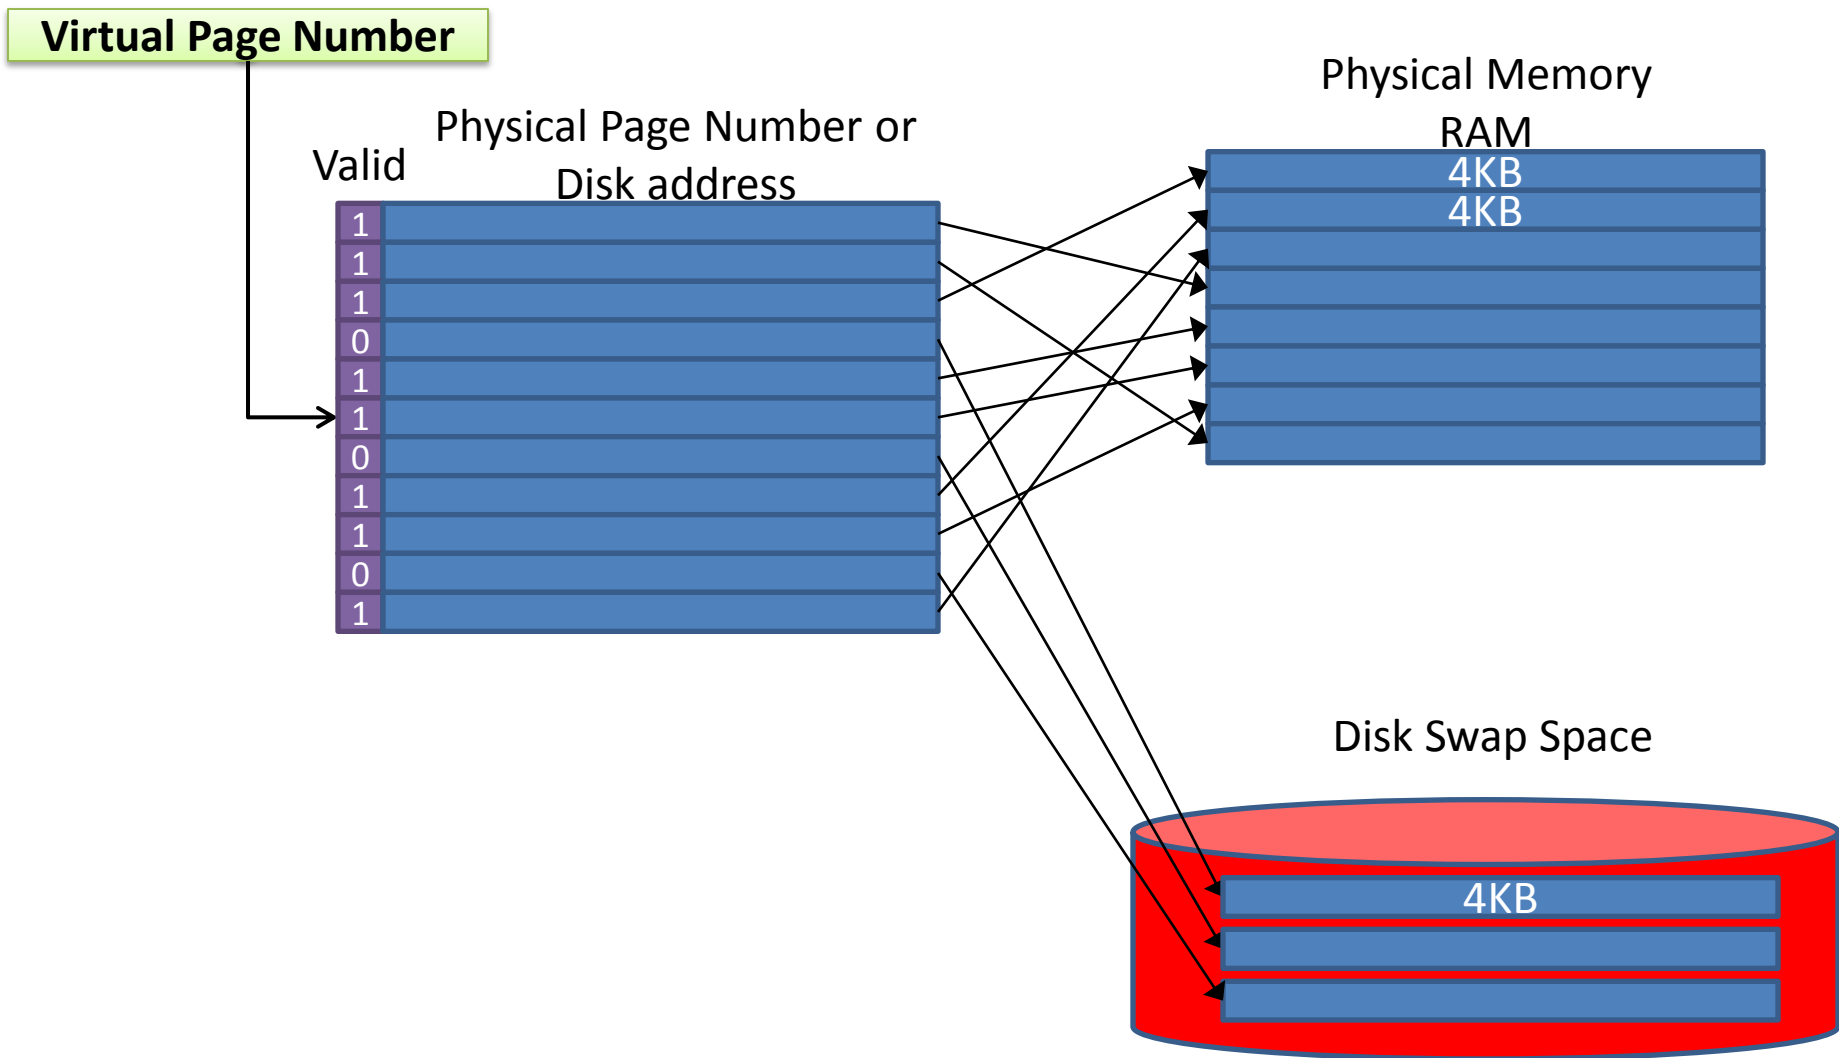 Virtual Page Number
Physical Memory
RAM
Physical Page Number or
Disk address
Valid
1
1
1
0
1
1
0
1
1
0
1
4KB
4KB
Disk Swap Space
4KB